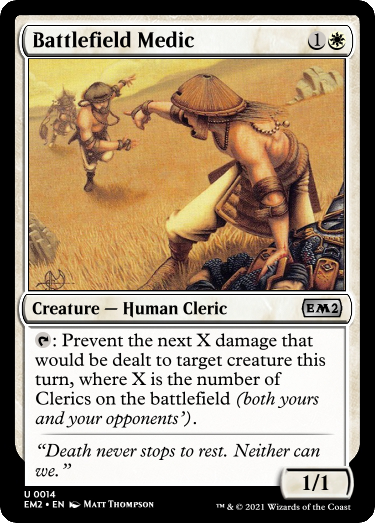 Battlefield Medic 1
Creature — Human Cleric EM2
: Prevent the next X damage that
would be dealt to target creature this
turn, where X is the number of
Clerics on the battlefield (both yours
and your opponents’).
“Death never stops to rest. Neither can
we.”
1/1
U 0014
EM2 • EN Matt Thompson ™ & © 2021 Wizards of the Coast